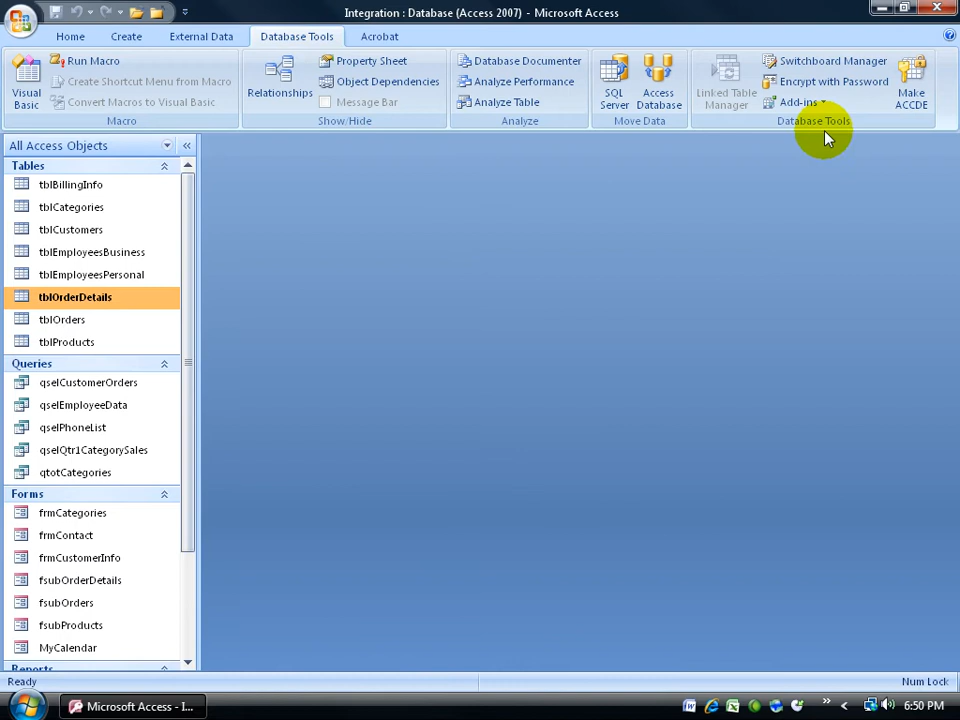 Integration : Database (Access 2007) - Microsoft Access
Home Create External Data Database Tools Acrobat
Visual Basic
Run Macro
Create Shortcut Menu from Macro
Convert Macros to Visual Basic
Macro
Relationships
Property Sheet
Object Dependencies
Message Bar
Show/Hide
Database Documenter
Analyze Performance
Analyze Table
Analyze
SQL Server
Access Database
Move Data
Linked Table Manager
Switchboard Manager
Encrypt with Password
Add-ins
Make ACCDE
Database Tools
All Access Objects
Tables
tblBillingInfo
tblCategories
tblCustomers
tblEmployeesBusiness
tblEmployeesPersonal
tblOrderDetails
tblOrders
tblProducts
Queries
qselCustomerOrders
qselEmployeeData
qselPhoneList
qselQtr1CategorySales
qtotCategories
Forms
frmCategories
frmContact
frmCustomerInfo
fsubOrderDetails
fsubOrders
fsubProducts
MyCalendar
Reports
Ready
Num Lock
Microsoft Access - I...
6:50 PM